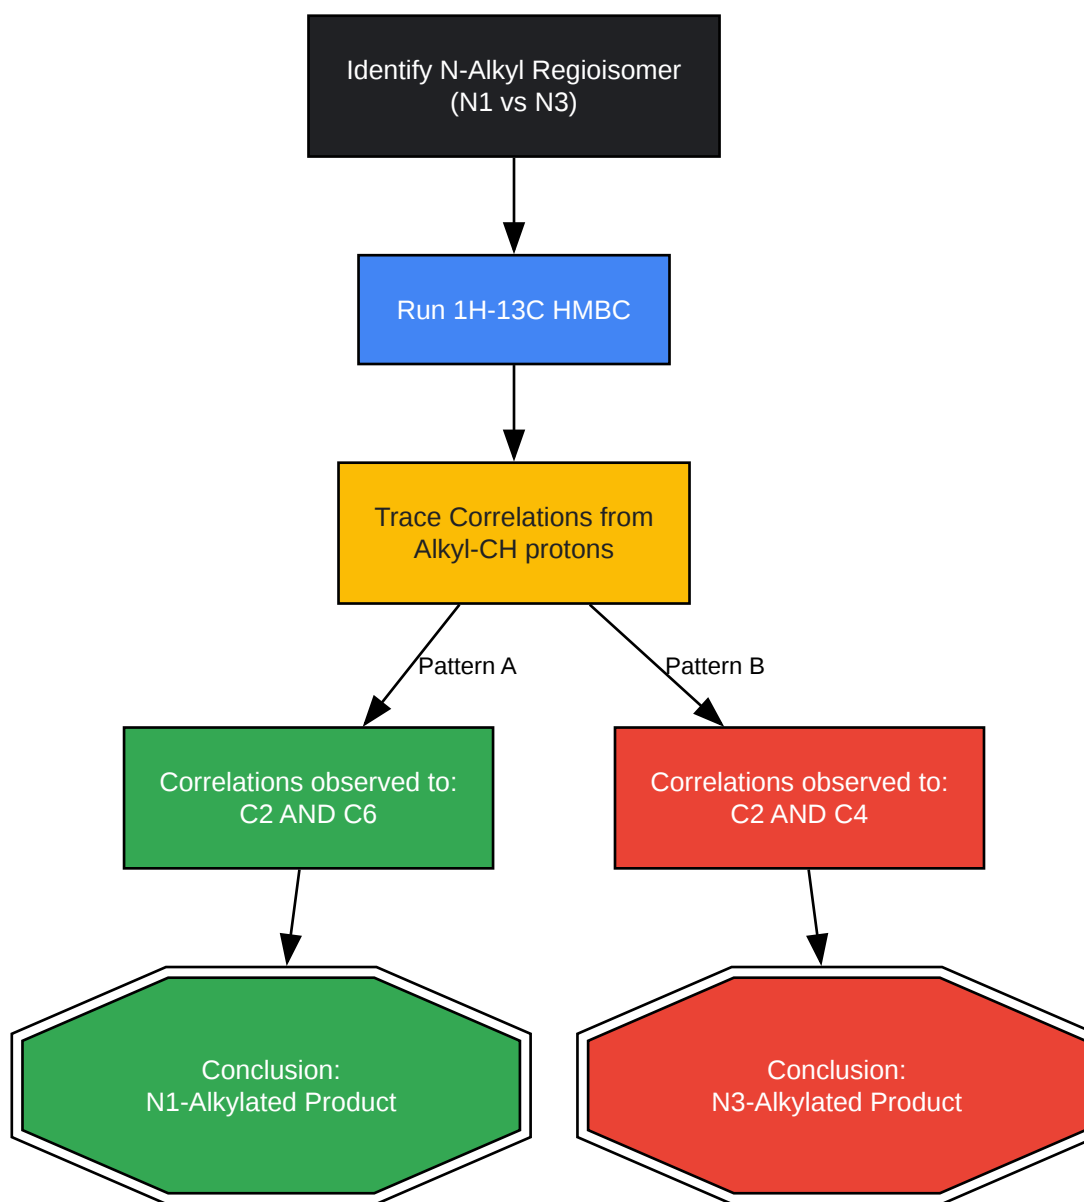 Identify N-Alkyl Regioisomer
(N1 vs N3)
Run 1H-13C HMBC
Trace Correlations from
Alkyl-CH protons
Pattern A
Pattern B
Correlations observed to:
C2 AND C6
Correlations observed to:
C2 AND C4
Conclusion:
N1-Alkylated Product
Conclusion:
N3-Alkylated Product